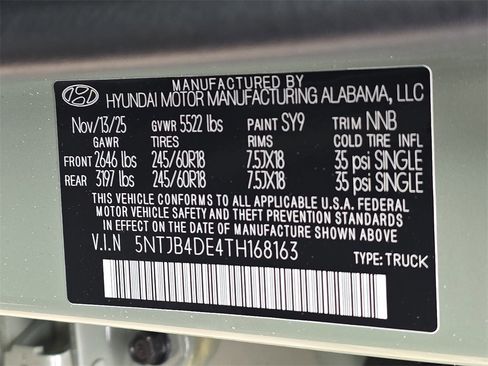 MANUFACTURED BY
HYUNDAI MOTOR MANUFACTURING ALABAMA, LLC
Nov/13/25 GVWR 5522 lbs PAINT SY9 TRIM NNB
GAWR TIRES RIMS COLD TIRE INFL
FRONT 2646 lbs 245/60R18 7.5JX18 35 psi SINGLE
REAR 3197 lbs 245/60R18 7.5JX18 35 psi SINGLE
THIS VEHICLE CONFORMS TO ALL APPLICABLE U.S.A. FEDERAL
MOTOR VEHICLE SAFETY AND THEFT PREVENTION STANDARDS
IN EFFECT ON THE DATE OF MANUFACTURE SHOWN ABOVE.
V.I.N 5NTJB4DE4TH168163
TYPE: TRUCK